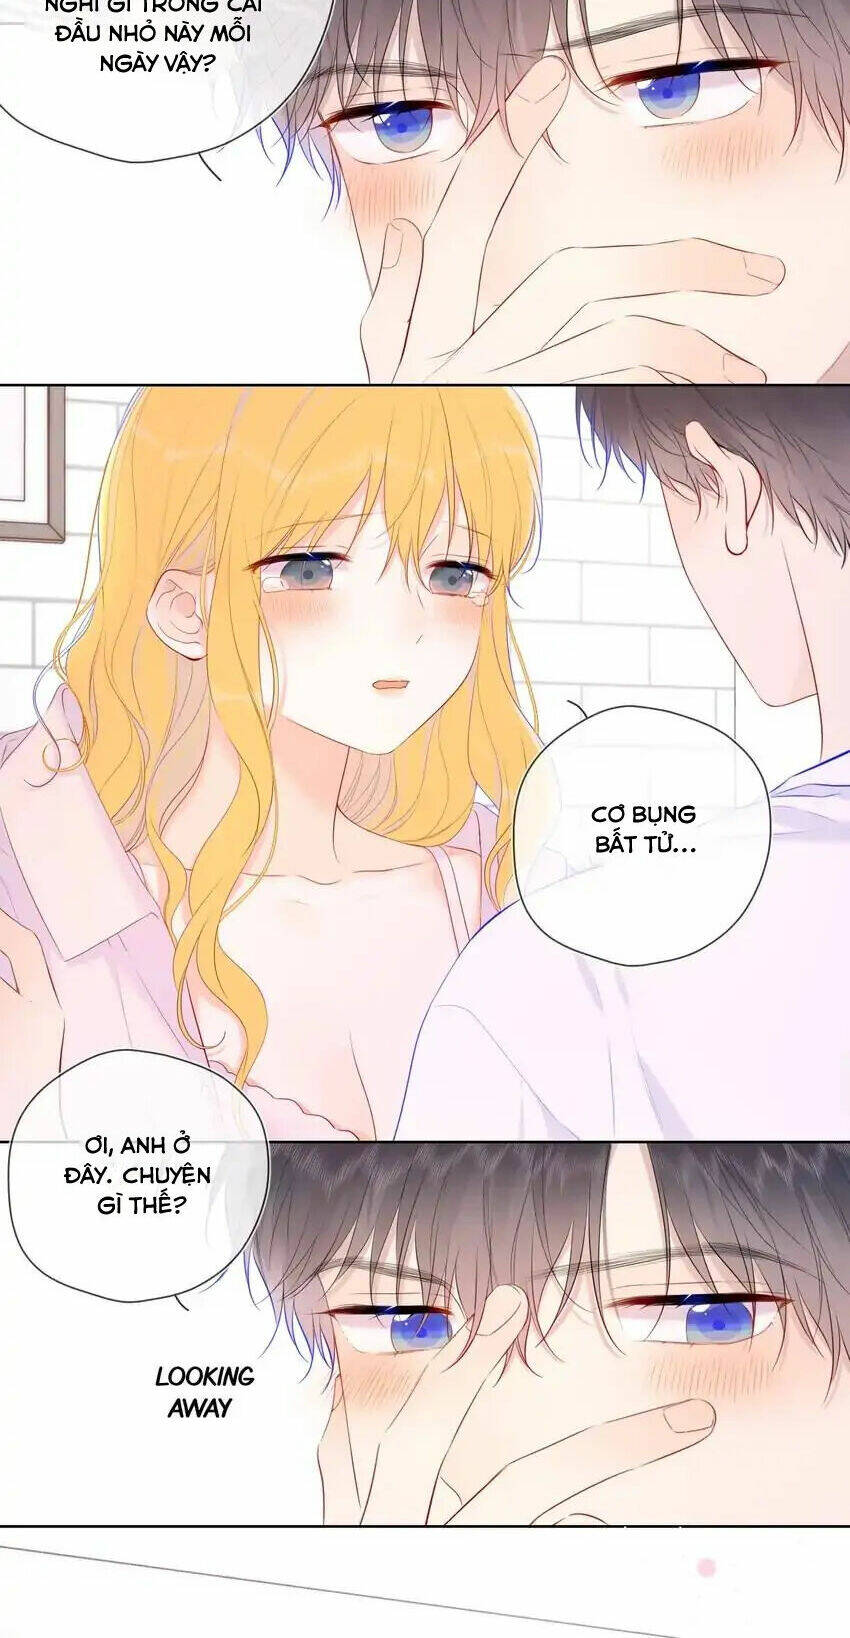 NGHĨ GÌ TRONG CÁI
ĐẦU NHỎ NÀY MỖI
NGÀY VẬY?
CƠ BỤNG
BẤT TỬ...
ƠI, ANH Ở
ĐÂY. CHUYỆN
GÌ THẾ?
LOOKING
AWAY